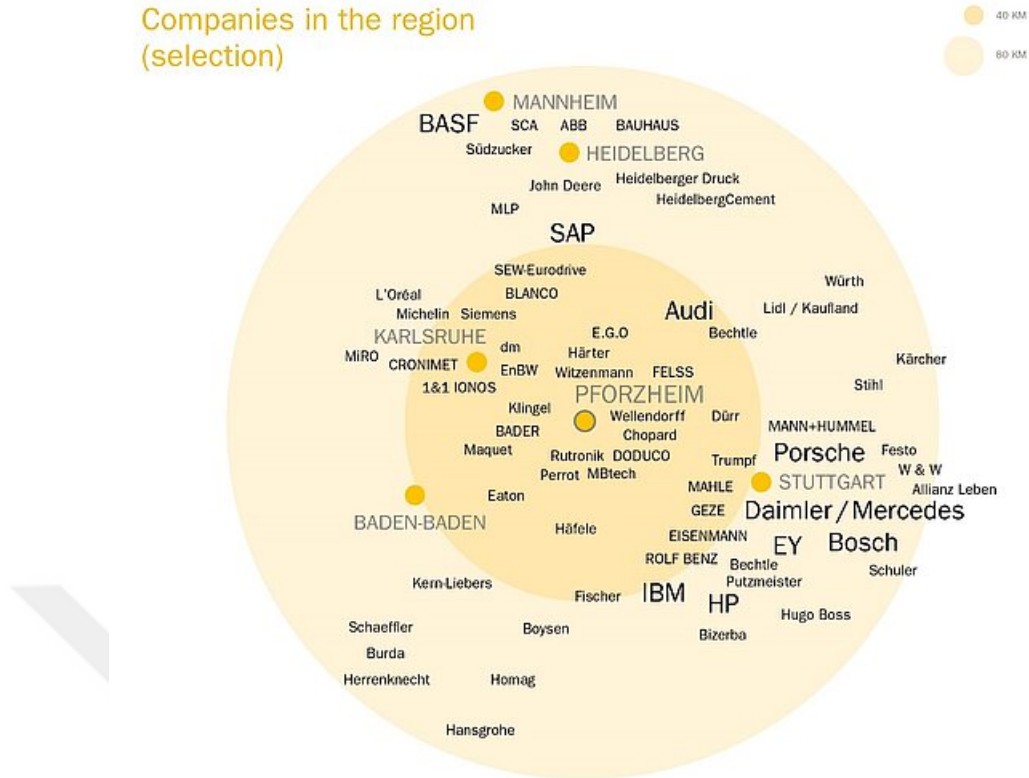 Companies in the region
(selection)
40 KM
80 KM
MANNHEIM
BASF SCA ABB BAUHAUS
Südzucker HEIDELBERG
John Deere Heidelberger Druck
HeidelbergCement
MLP
SAP
SEW-Eurodrive
Würth
L'Oréal BLANCO
Lidl / Kaufland
Michelin Siemens Audi
KARLSRUHE E.G.O Bechtle
MiRO dm Härter
Kärcher
CRONIMET EnBW Witzenmann FELSS
1&1 IONOS Stihl
PFORZHEIM
Klingel Wellendorff Dürr
BADER Chopard MANN+HUMMEL
Maquet Rutronik DODUCO Trumpf Porsche Festo
Perrot MBtech W & W
STUTTGART
Eaton MAHLE Allianz Leben
BADEN-BADEN GEZE Daimler / Mercedes
Häfele EISENMANN
EY Bosch
ROLF BENZ Bechtle Schuler
Kern-Liebers Putzmeister
Fischer IBM HP
Hugo Boss
Schaeffler Boysen Bizerba
Burda
Herrenknecht Homag
Hansgrohe